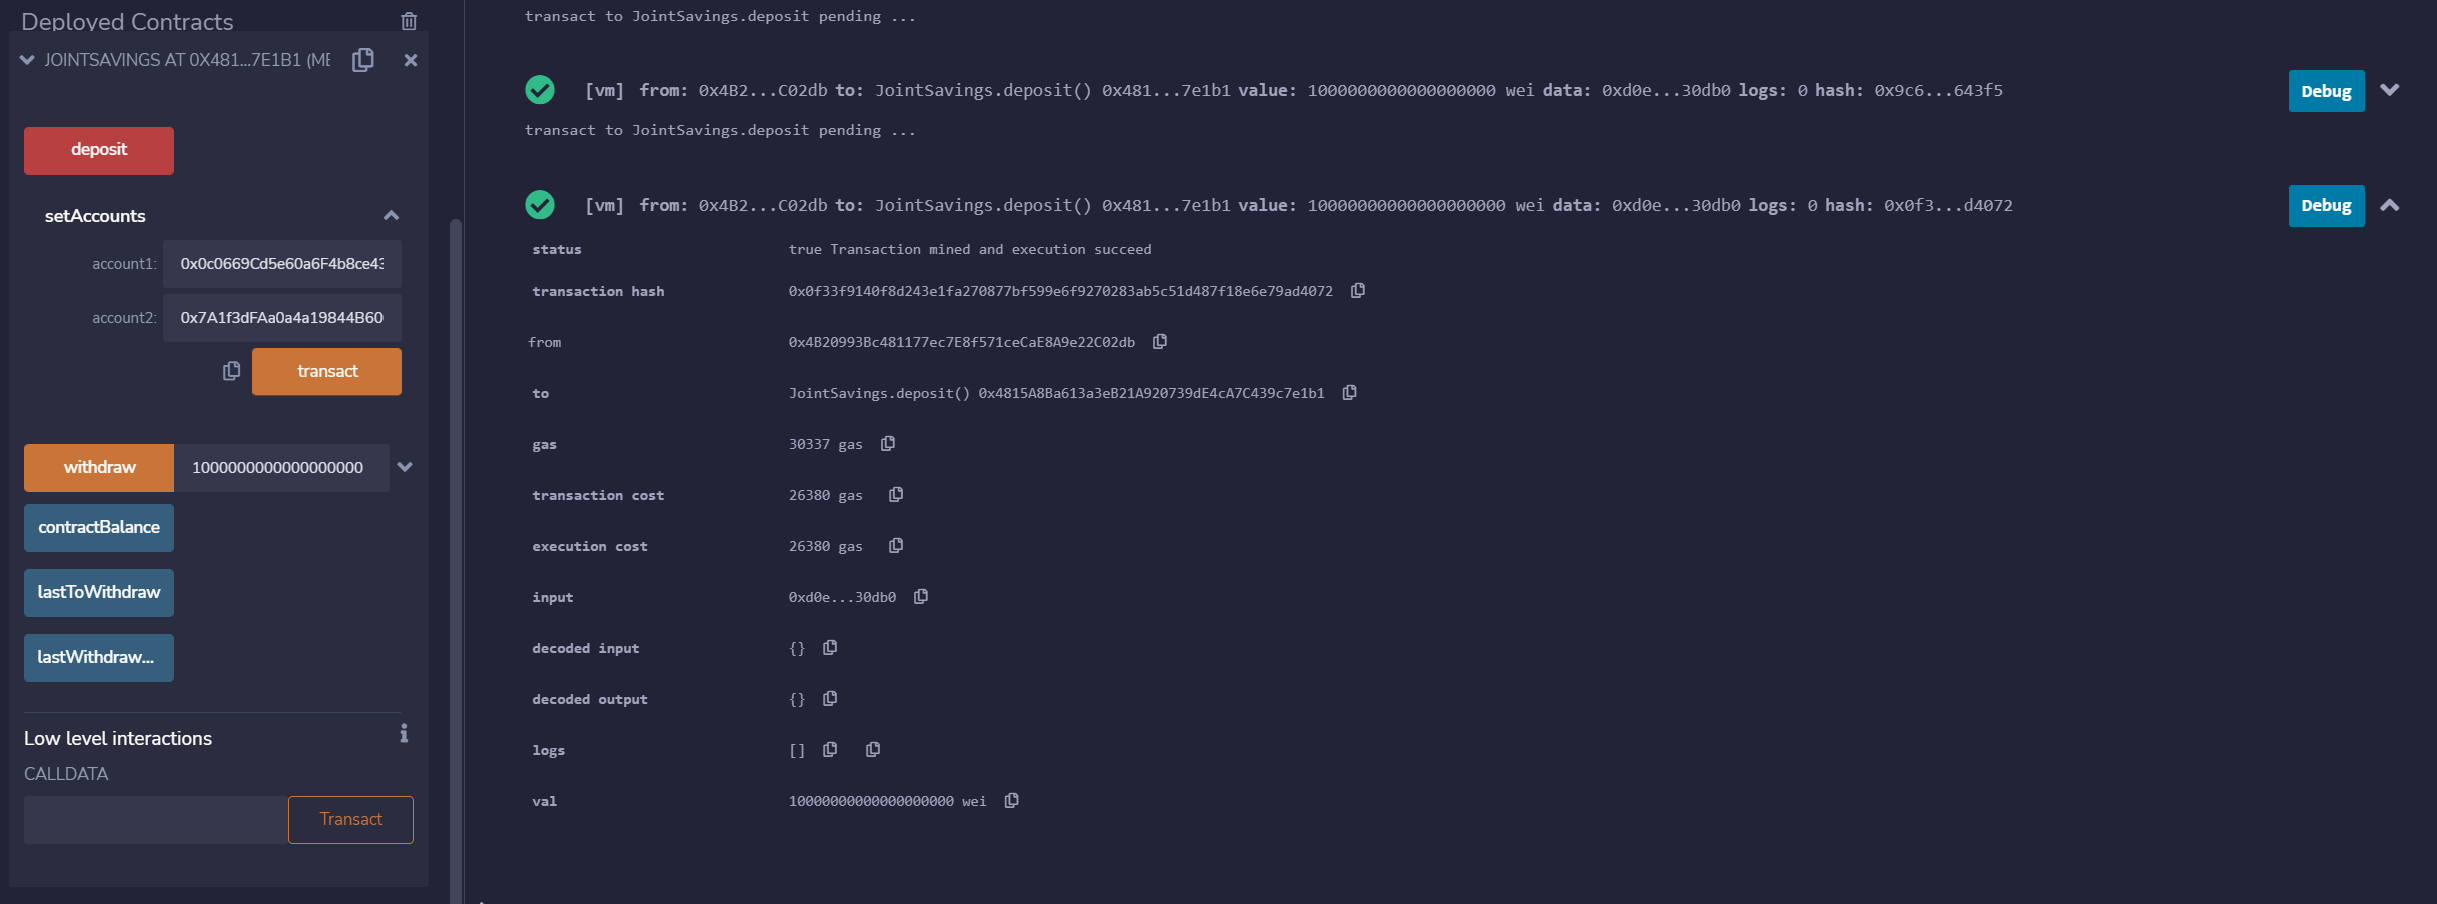 Deployed Contracts
JOINTSAVINGS AT 0X481...7E1B1 (ME
deposit
setAccounts
account1: 0x0c0669Cd5e60a6F4b8ce43
account2: 0x7A1f3dFAa0a4a19844B60
transact
withdraw 1000000000000000000
contractBalance
lastToWithdraw
lastWithdraw...
Low level interactions
CALLDATA
Transact
transact to JointSavings.deposit pending ...
[vm] from: 0x4B2...C02db to: JointSavings.deposit() 0x481...7e1b1 value: 1000000000000000000 wei data: 0xd0e...30db0 logs: 0 hash: 0x9c6...643f5 Debug
transact to JointSavings.deposit pending ...
[vm] from: 0x4B2...C02db to: JointSavings.deposit() 0x481...7e1b1 value: 10000000000000000000 wei data: 0xd0e...30db0 logs: 0 hash: 0x0f3...d4072 Debug
status true Transaction mined and execution succeed
transaction hash 0x0f33f9140f8d243e1fa270877bf599e6f9270283ab5c51d487f18e6e79ad4072
from 0x4B20993Bc481177ec7E8f571ceCaE8A9e22C02db
to JointSavings.deposit() 0x4815A8Ba613a3eB21A920739dE4cA7C439c7e1b1
gas 30337 gas
transaction cost 26380 gas
execution cost 26380 gas
input 0xd0e...30db0
decoded input {}
decoded output {}
logs []
val 10000000000000000000 wei